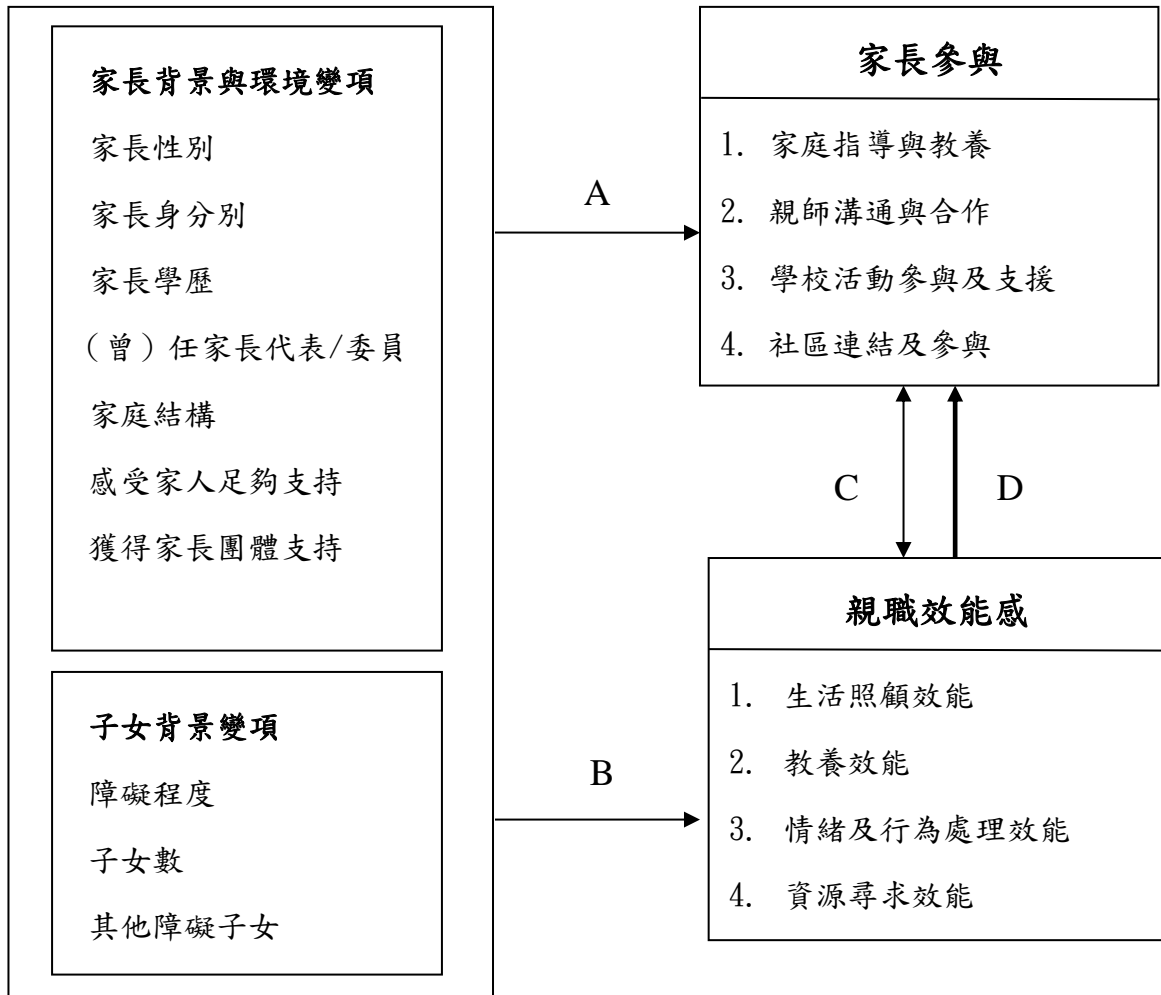 家長背景與環境變項
家長性別
家長身分別
家長學歷
（曾）任家長代表/委員
家庭結構
感受家人足夠支持
獲得家長團體支持
子女背景變項
障礙程度
子女數
其他障礙子女
A
B
家長參與
1. 家庭指導與教養
2. 親師溝通與合作
3. 學校活動參與及支援
4. 社區連結及參與
C
D
親職效能感
1. 生活照顧效能
2. 教養效能
3. 情緒及行為處理效能
4. 資源尋求效能